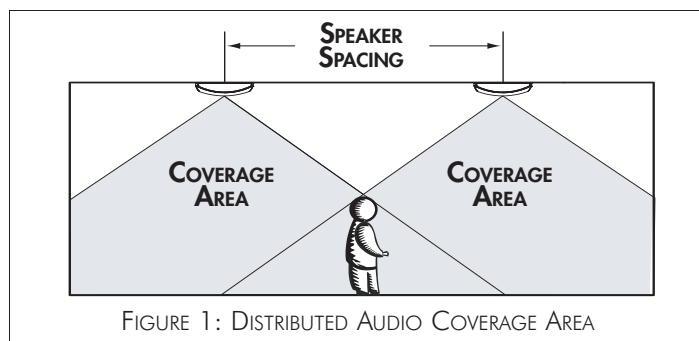 SPEAKER
SPACING
COVERAGE
AREA
COVERAGE
AREA
FIGURE 1: DISTRIBUTED AUDIO COVERAGE AREA